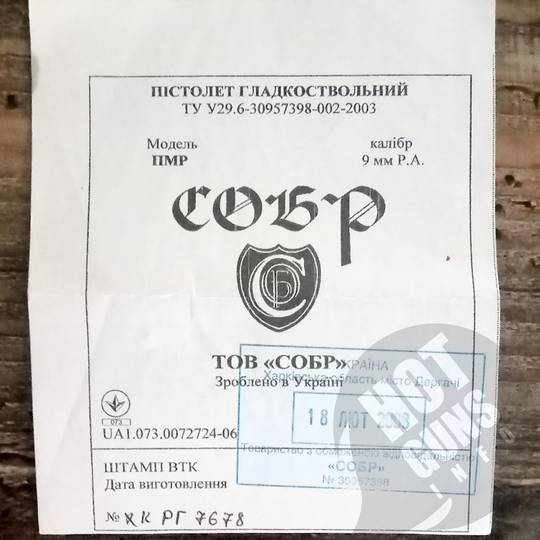 ПІСТОЛЕТ ГЛАДКОСТВОЛЬНИЙ
ТУ У29.6-30957398-002-2003
Модель калібр
ПМР 9 мм Р.А.
СОБР
ТОВ «СОБР»
Зроблено в Україні
073
UA1.073.0072724-06
УКРАЇНА
Харківська область місто Дергачі
18 ЛЮТ 2008
Товариство з обмеженою відповідальністю
«СОБР»
№ 30957398
ШТАМП ВТК
Дата виготовлення
№ ХК РГ 7678
HOT
GUNS
INFO